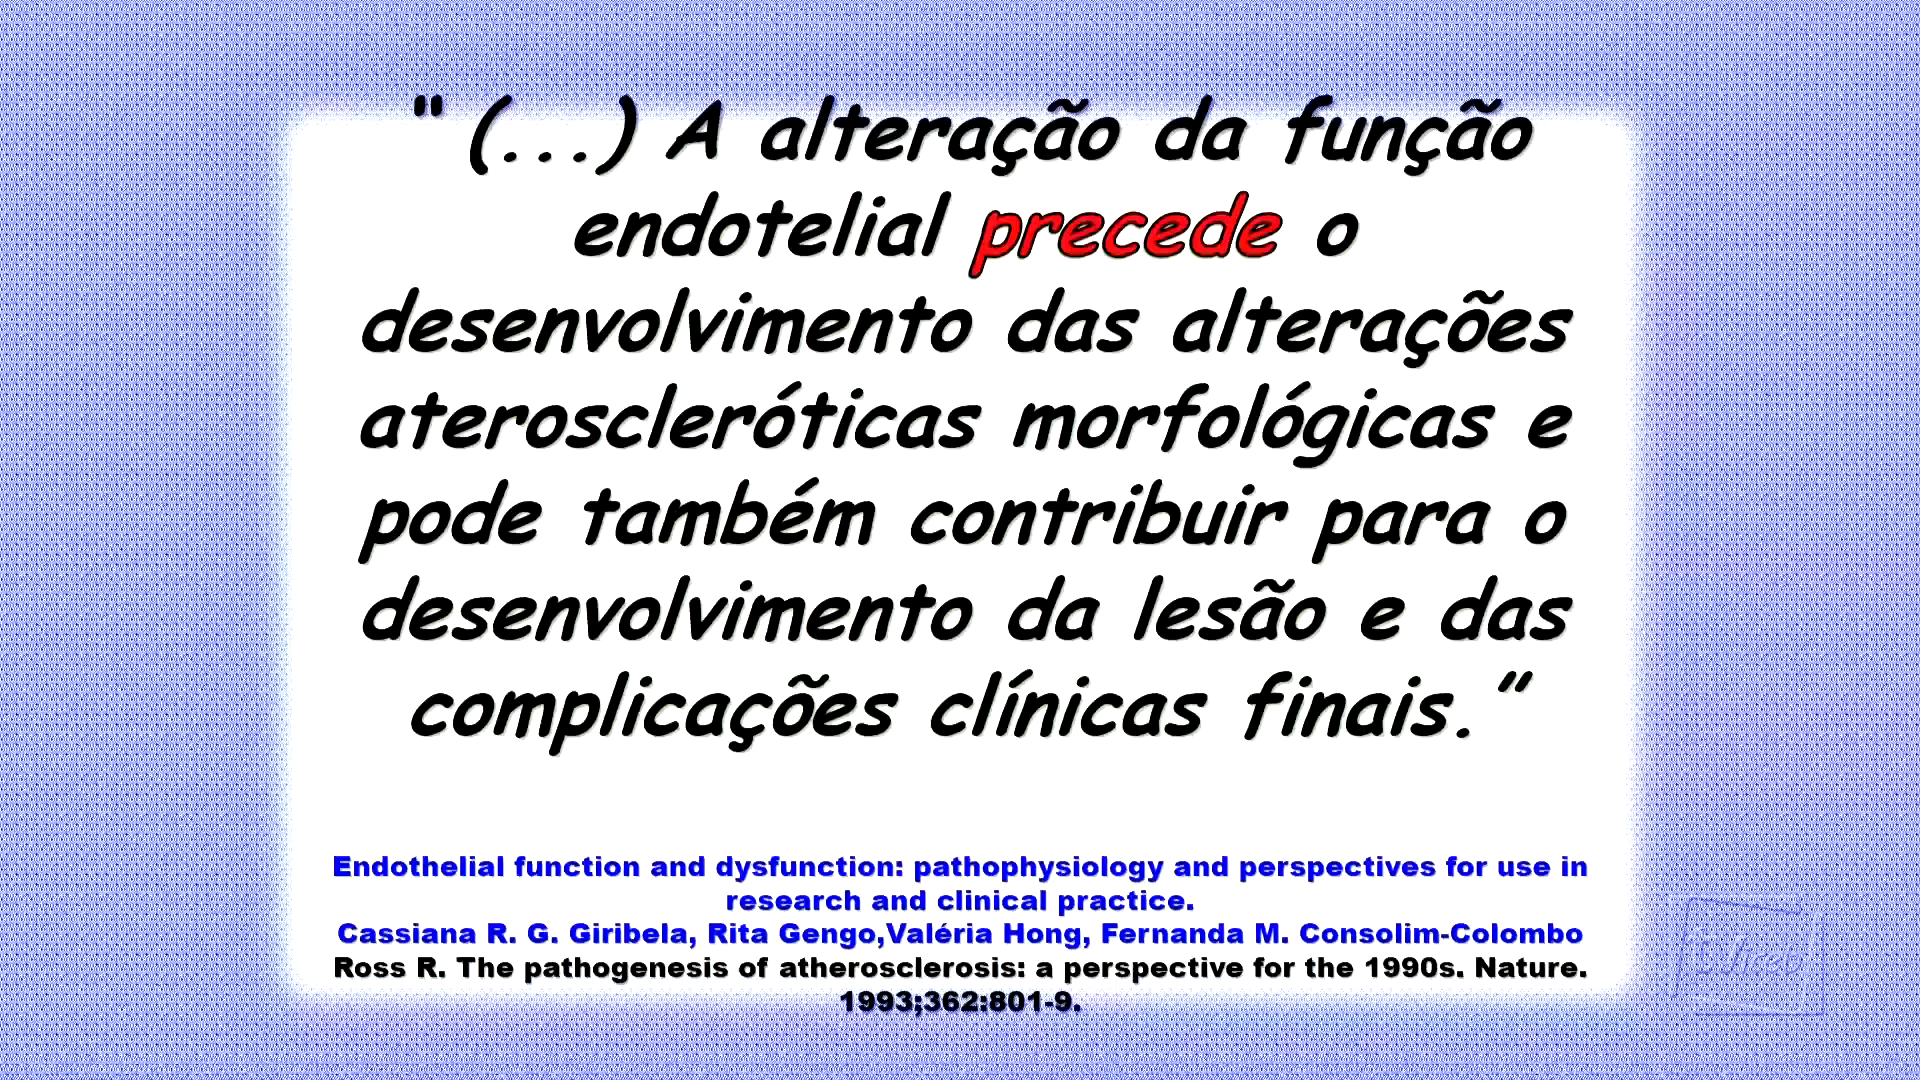 “ (...) A alteração da função
endotelial precede o
desenvolvimento das alterações
ateroscleróticas morfológicas e
pode também contribuir para o
desenvolvimento da lesão e das
complicações clínicas finais.”
Endothelial function and dysfunction: pathophysiology and perspectives for use in
research and clinical practice.
Cassiana R. G. Giribela, Rita Gengo,Valéria Hong, Fernanda M. Consolim-Colombo
Ross R. The pathogenesis of atherosclerosis: a perspective for the 1990s. Nature.
1993;362:801-9.